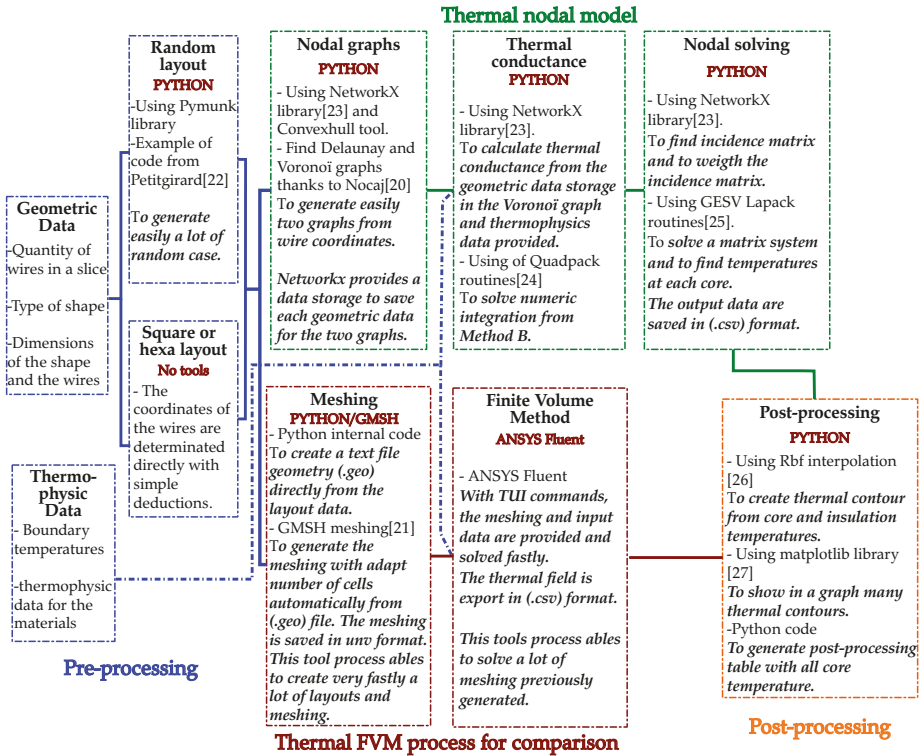 Thermal nodal model
Geometric Data
-Quantity of
wires in a slice
-Type of shape
-Dimensions
of the shape
and the wires
Thermo-
physic Data
- Boundary
temperatures
-thermophysic
data for the
materials
Pre-processing
Random
layout
PYTHON
-Using Pymunk
library
-Example of
code from
Petitgirard[22]
To generate
easily a lot of
random case.
Square or
hexa layout
No tools
- The
coordinates of
the wires are
determinated
directly with
simple
deductions.
Nodal graphs
PYTHON
- Using NetworkX
library[23] and
Convexhull tool.
- Find Delaunay and
Voronoï graphs
thanks to Nocaj[20]
To generate easily
two graphs from
wire coordinates.
Networkx provides a
data storage to save
each geometric data
for the two graphs.
Thermal
conductance
PYTHON
- Using NetworkX
library[23].
To calculate thermal
conductance from the
geometric data storage
in the Voronoï graph
and thermophysics
data provided.
- Using of Quadpack
routines[24]
To solve numeric
integration from
Method B.
Nodal solving
PYTHON
- Using NetworkX
library[23].
To find incidence matrix
and to weigth the
incidence matrix.
- Using GESV Lapack
routines[25].
To solve a matrix system
and to find temperatures
at each core.
The output data are
saved in (.csv) format.
Meshing
PYTHON/GMSH
- Python internal code
To create a text file
geometry (.geo)
directly from the
layout data.
- GMSH meshing[21]
To generate the
meshing with adapt
number of cells
automatically from
(.geo) file. The meshing
is saved in unv format.
This tool process ables
to create very fastly a
lot of layouts and
meshing.
Finite Volume
Method
ANSYS Fluent
- ANSYS Fluent
With TUI commands,
the meshing and input
data are provided and
solved fastly.
The thermal field is
export in (.csv) format.
This tools process ables
to solve a lot of
meshing previously
generated.
Thermal FVM process for comparison
Post-processing
PYTHON
- Using Rbf interpolation
[26]
To create thermal contour
from core and insulation
temperatures.
- Using matplotlib library
[27]
To show in a graph many
thermal contours.
-Python code
To generate post-processing
table with all core
temperature.
Post-processing